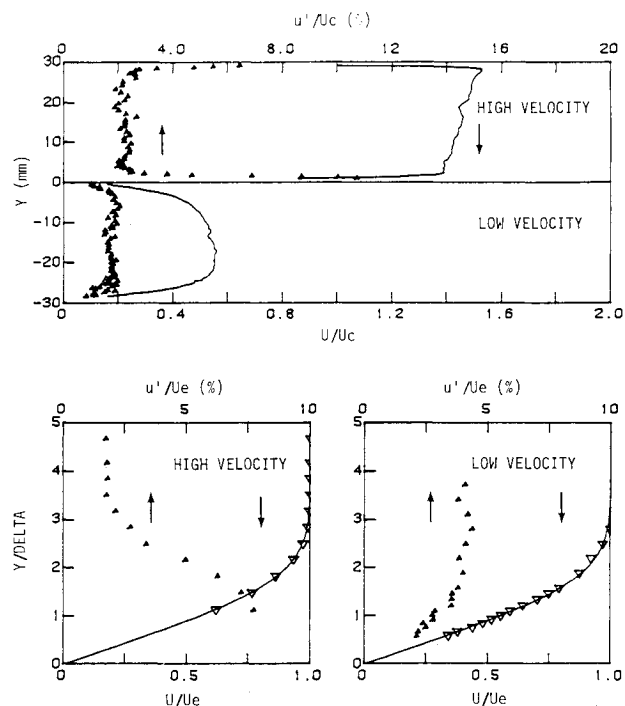 u'/Uc (%)
0 4.0 8.0 12 16 20
30
20
10
0
-10
-20
-30
Y (mm)
HIGH VELOCITY
LOW VELOCITY
0 0.4 0.8 1.2 1.6 2.0
U/Uc
u'/Ue (%)
0 5 10
5
4
3
2
1
0
Y/DELTA
HIGH VELOCITY
0 0.5 1.0
U/Ue
u'/Ue (%)
0 5 10
5
4
3
2
1
0
LOW VELOCITY
0 0.5 1.0
U/Ue